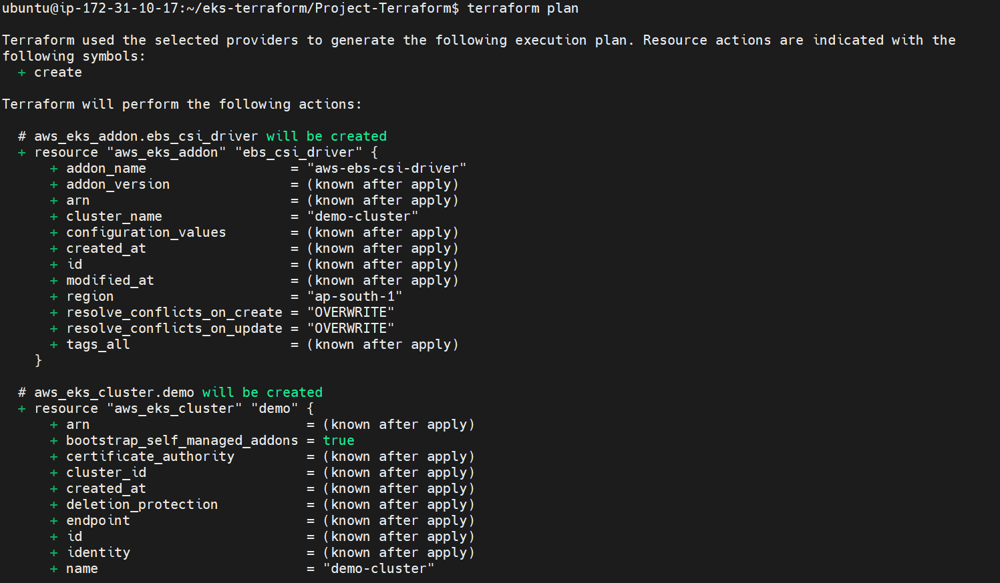 ubuntu@ip-172-31-10-17:~/eks-terraform/Project-Terraform$ terraform plan

Terraform used the selected providers to generate the following execution plan. Resource actions are indicated with the
following symbols:
  + create

Terraform will perform the following actions:

  # aws_eks_addon.ebs_csi_driver will be created
  + resource "aws_eks_addon" "ebs_csi_driver" {
      + addon_name                  = "aws-ebs-csi-driver"
      + addon_version               = (known after apply)
      + arn                         = (known after apply)
      + cluster_name                = "demo-cluster"
      + configuration_values        = (known after apply)
      + created_at                  = (known after apply)
      + id                          = (known after apply)
      + modified_at                 = (known after apply)
      + region                      = "ap-south-1"
      + resolve_conflicts_on_create = "OVERWRITE"
      + resolve_conflicts_on_update = "OVERWRITE"
      + tags_all                    = (known after apply)
    }

  # aws_eks_cluster.demo will be created
  + resource "aws_eks_cluster" "demo" {
      + arn                           = (known after apply)
      + bootstrap_self_managed_addons = true
      + certificate_authority         = (known after apply)
      + cluster_id                    = (known after apply)
      + created_at                    = (known after apply)
      + deletion_protection           = (known after apply)
      + endpoint                      = (known after apply)
      + id                            = (known after apply)
      + identity                      = (known after apply)
      + name                          = "demo-cluster"